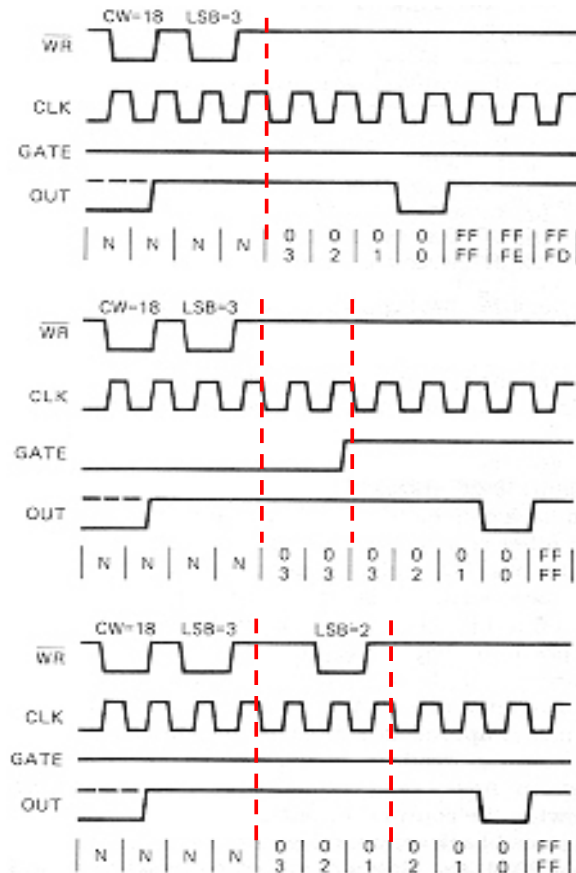 CW=18 LSB=3
WR
CLK
GATE
OUT
N N N N 0 0 0 0 FF FF FF
3 2 1 0 FF FE FD
CW=18 LSB=3
WR
CLK
GATE
OUT
N N N N 0 0 0 0 0 0 FF
3 3 3 2 1 0 FF
CW=18 LSB=3 LSB=2
WR
CLK
GATE
OUT
N N N N 0 0 0 0 0 0 FF
3 2 1 2 1 0 FF